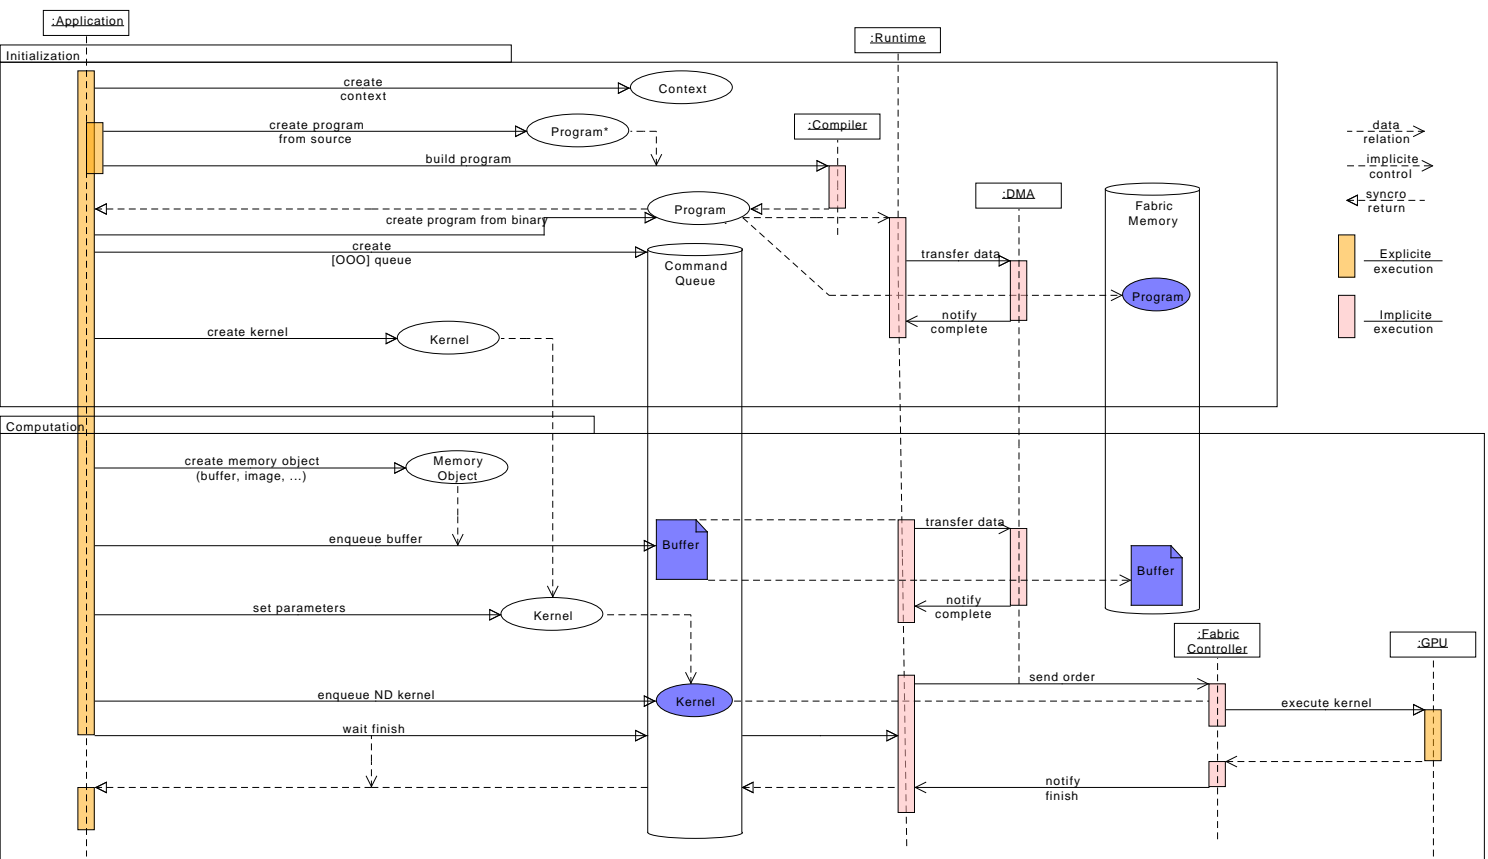 :Application
:Runtime
Initialization
create
context
Context
create program
from source
Program*
:Compiler
data
relation
build program
implicite
control
:DMA
syncro
return
Program
Fabric
Memory
create program from binary
create
[OOO] queue
Command
Queue
transfer data
Explicite
execution
Program
create kernel
Kernel
notify
complete
Implicite
execution
Computation
create memory object
(buffer, image, ...)
Memory
Object
enqueue buffer
Buffer
transfer data
Buffer
set parameters
Kernel
notify
complete
:Fabric
Controller
:GPU
send order
enqueue ND kernel
Kernel
execute kernel
wait finish
notify
finish